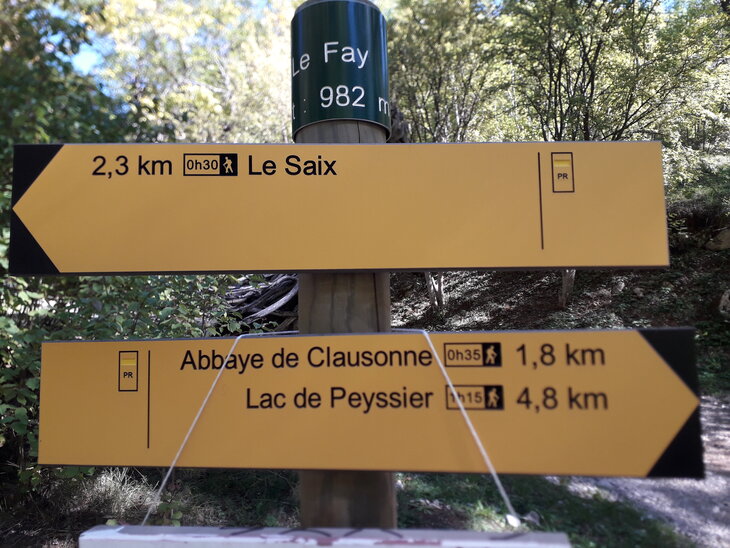 Le Fay
: 982 m
2,3 km 0h30 Le Saix
PR
PR
Abbaye de Clausonne 0h35 1,8 km
Lac de Peyssier 1h15 4,8 km